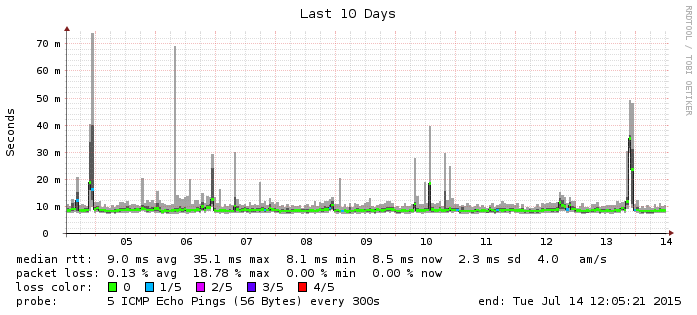 Last 10 Days
RRDTOOL / TOBI OETIKER
Seconds
70 m
60 m
50 m
40 m
30 m
20 m
10 m
0
05 06 07 08 09 10 11 12 13 14
median rtt: 9.0 ms avg 35.1 ms max 8.1 ms min 8.5 ms now 2.3 ms sd 4.0 am/s
packet loss: 0.13 % avg 18.78 % max 0.00 % min 0.00 % now
loss color: 0 1/5 2/5 3/5 4/5
probe: 5 ICMP Echo Pings (56 Bytes) every 300s end: Tue Jul 14 12:05:21 2015